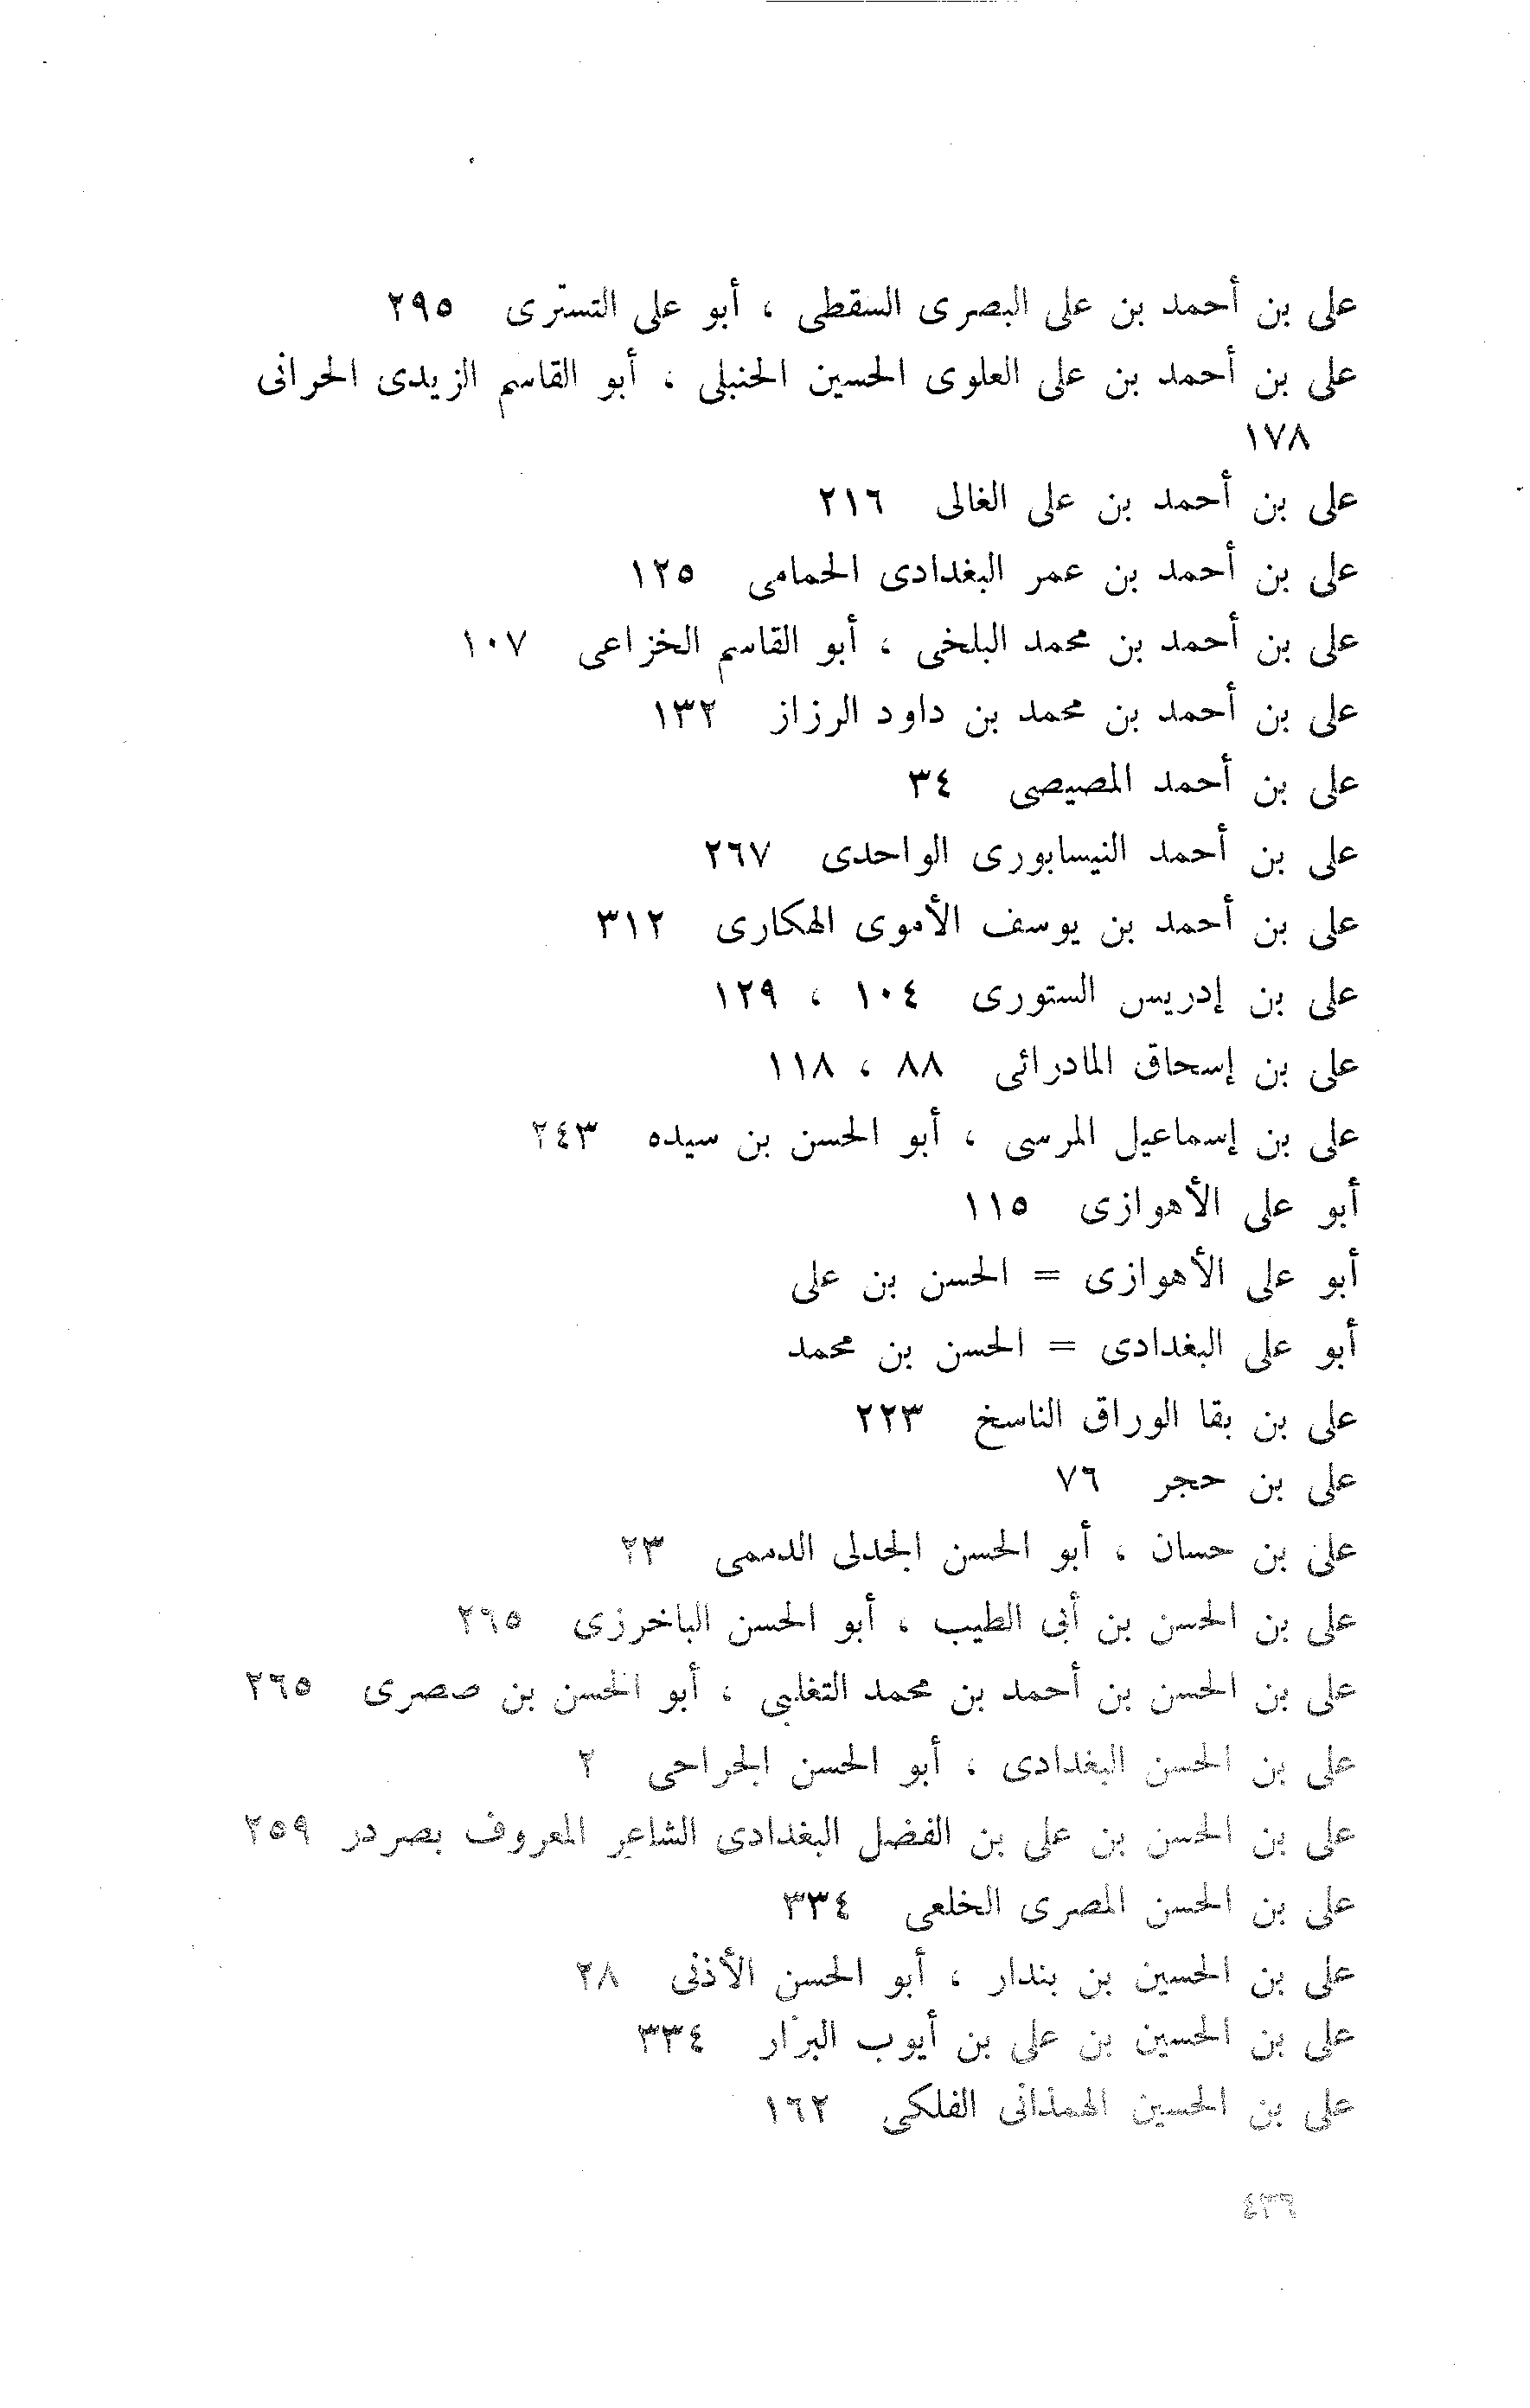 على بن أحمد بن على البصرى السقطى ، أبو على التسترى ٢٩٥
على بن أحمد بن على العلوى الحسين الحنبلى ، أبو القاسم الزيدى الحرانى
١٧٨
على بن أحمد بن على الغالى ٢١٦
على بن أحمد بن عمر البغدادى الحمامى ١٢٥
على بن أحمد بن محمد البلخى ، أبو القاسم الخزاعى ١٠٧
على بن أحمد بن محمد بن داود الرزاز ١٣٢
على بن أحمد المصيصى ٣٤
على بن أحمد النيسابورى الواحدى ٢٦٧
على بن أحمد بن يوسف الأموى الهكارى ٣١٢
على بن إدريس الستورى ١٠٤ ، ١٢٩
على بن إسحاق المادرائى ٨٨ ، ١١٨
على بن إسماعيل المرسى ، أبو الحسن بن سيده ٢٤٣
أبو على الأهوازى ١١٥
أبو على الأهوازى = الحسن بن على
أبو على البغدادى = الحسن بن محمد
على بن بقا الوراق الناسخ ٢٢٣
على بن حجر ٧٦
على بن حسان ، أبو الحسن الجدلى الدممى ٢٣
على بن الحسن بن أبى الطيب ، أبو الحسن الباخرزى ٢٦٥
على بن الحسن بن أحمد بن محمد التغلبى ، أبو الحسن بن صصرى ٢٦٥
على بن الحسن البغدادى ، أبو الحسن الجراحى ٢
على بن الحسن بن على بن الفضل البغدادى الشاعر المعروف بصردر ٢٥٩
على بن الحسن المصرى الخلعى ٣٣٤
على بن الحسين بن بندار ، أبو الحسن الأذنى ٢٨
على بن الحسين بن على بن أيوب البزار ٣٣٤
على بن الحسين الهمذانى الفلكى ١٦٢
٤٣٦